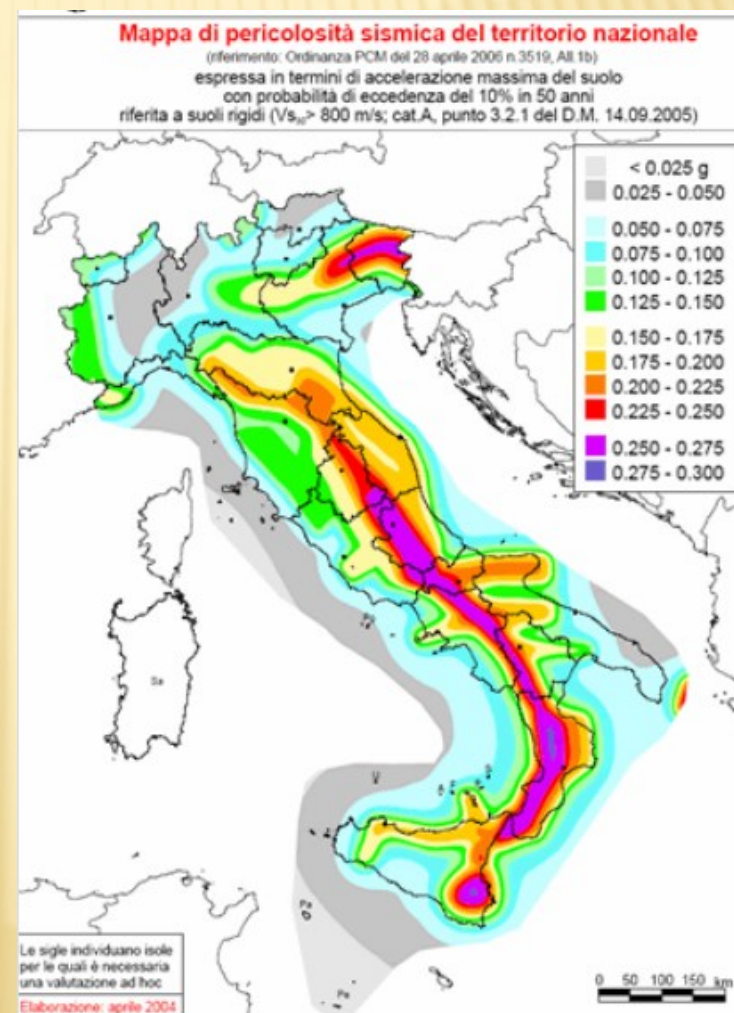 Mappa di pericolosità sismica del territorio nazionale
(riferimento: Ordinanza PCM del 28 aprile 2006 n.3519, All.1b)
espressa in termini di accelerazione massima del suolo
con probabilità di eccedenza del 10% in 50 anni
riferita a suoli rigidi (Vs₃₀> 800 m/s; cat.A, punto 3.2.1 del D.M. 14.09.2005)
< 0.025 g
0.025 - 0.050
0.050 - 0.075
0.075 - 0.100
0.100 - 0.125
0.125 - 0.150
0.150 - 0.175
0.175 - 0.200
0.200 - 0.225
0.225 - 0.250
0.250 - 0.275
0.275 - 0.300
Sa
U
Pa
Pe
Le sigle individuano isole
per le quali è necessaria
una valutazione ad hoc
Elaborazione: aprile 2004
0 50 100 150 km